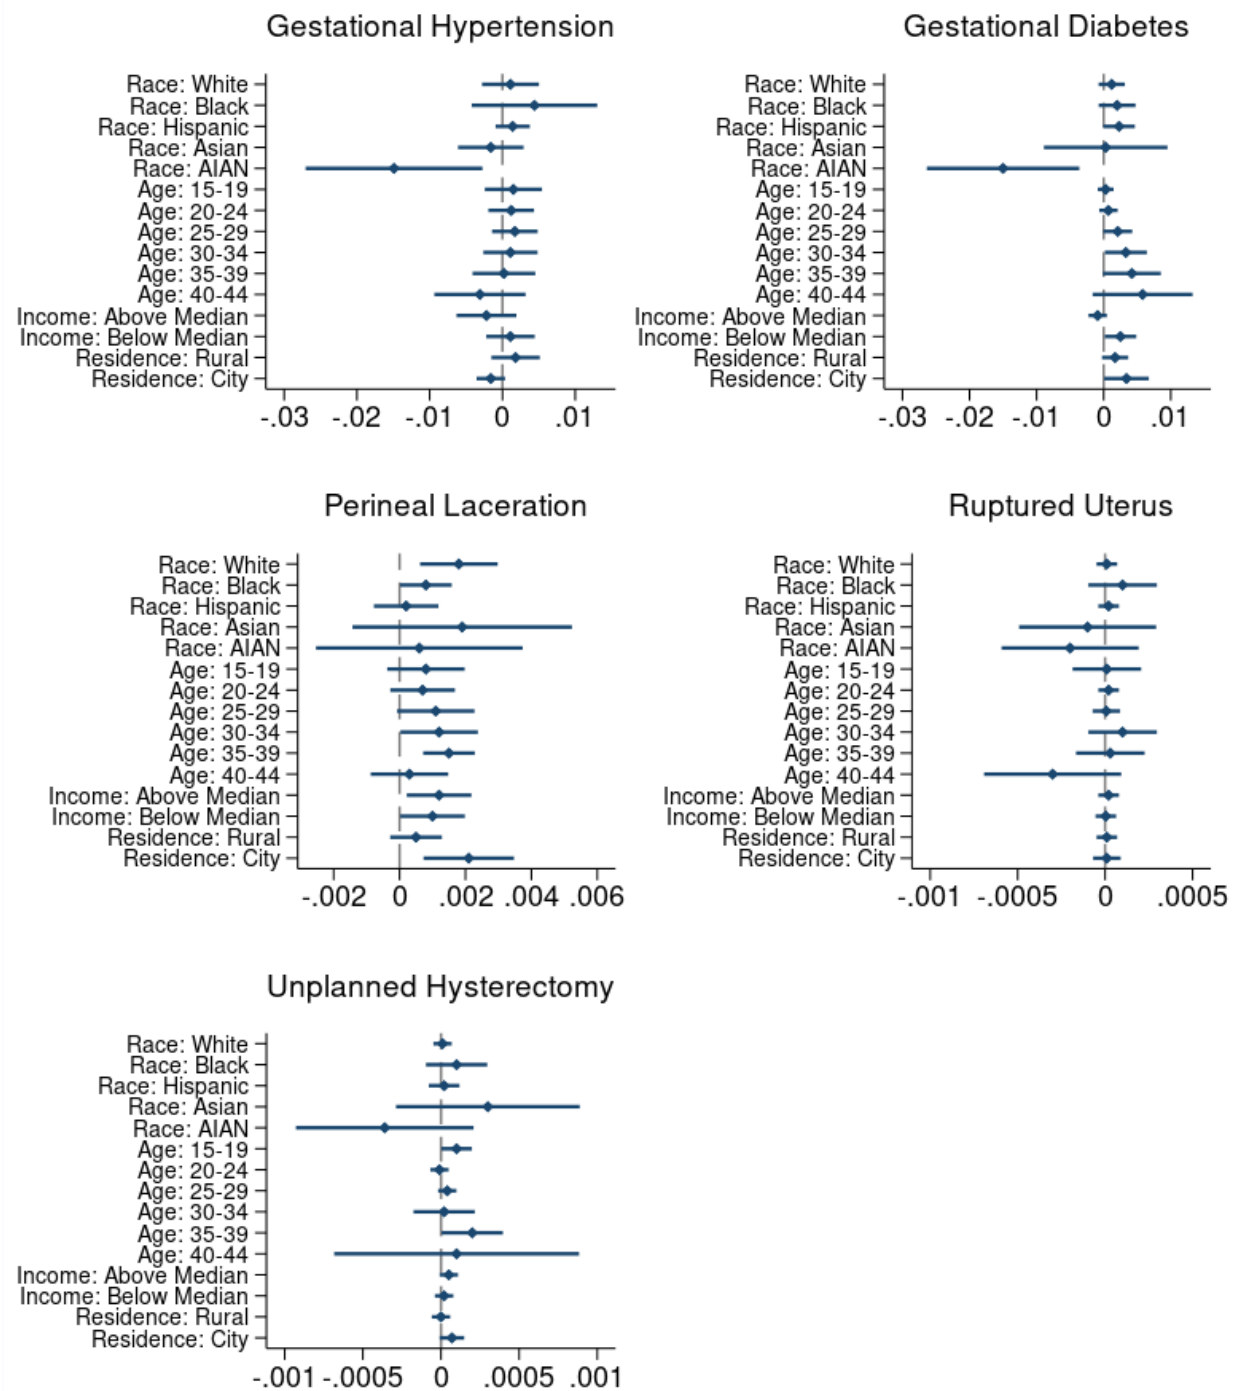 Gestational Hypertension
Race: White
Race: Black
Race: Hispanic
Race: Asian
Race: AIAN
Age: 15-19
Age: 20-24
Age: 25-29
Age: 30-34
Age: 35-39
Age: 40-44
Income: Above Median
Income: Below Median
Residence: Rural
Residence: City
-.03 -.02 -.01 0 .01
Gestational Diabetes
Race: White
Race: Black
Race: Hispanic
Race: Asian
Race: AIAN
Age: 15-19
Age: 20-24
Age: 25-29
Age: 30-34
Age: 35-39
Age: 40-44
Income: Above Median
Income: Below Median
Residence: Rural
Residence: City
-.03 -.02 -.01 0 .01
Perineal Laceration
Race: White
Race: Black
Race: Hispanic
Race: Asian
Race: AIAN
Age: 15-19
Age: 20-24
Age: 25-29
Age: 30-34
Age: 35-39
Age: 40-44
Income: Above Median
Income: Below Median
Residence: Rural
Residence: City
-.002 0 .002 .004 .006
Ruptured Uterus
Race: White
Race: Black
Race: Hispanic
Race: Asian
Race: AIAN
Age: 15-19
Age: 20-24
Age: 25-29
Age: 30-34
Age: 35-39
Age: 40-44
Income: Above Median
Income: Below Median
Residence: Rural
Residence: City
-.001 -.0005 0 .0005
Unplanned Hysterectomy
Race: White
Race: Black
Race: Hispanic
Race: Asian
Race: AIAN
Age: 15-19
Age: 20-24
Age: 25-29
Age: 30-34
Age: 35-39
Age: 40-44
Income: Above Median
Income: Below Median
Residence: Rural
Residence: City
-.001 -.0005 0 .0005 .001